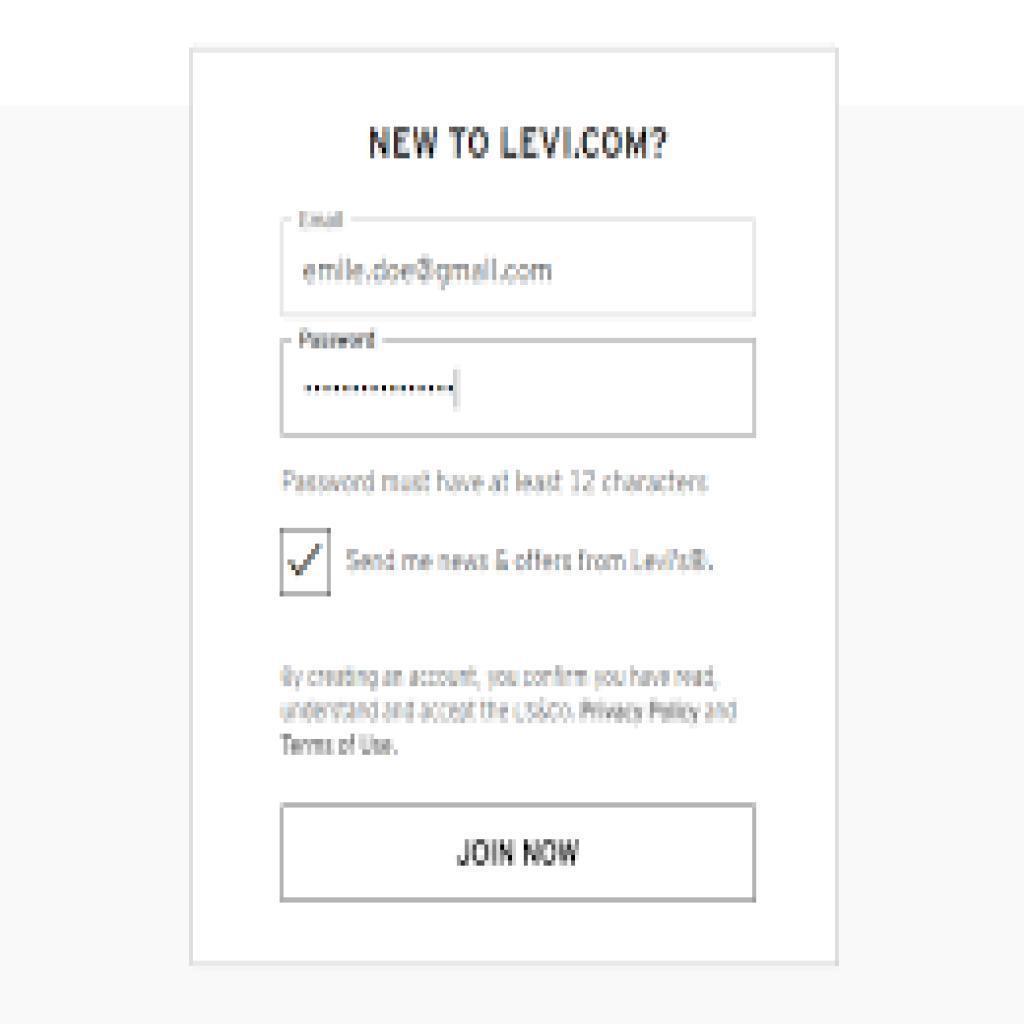 NEW TO LEVI.COM?
Email
emile.doe@gmail.com
Password
Password must have at least 12 characters
Send me news & offers from Levi's®.
By creating an account, you confirm you have read,
understand and accept the LS&Co. Privacy Policy and
Terms of Use.
JOIN NOW